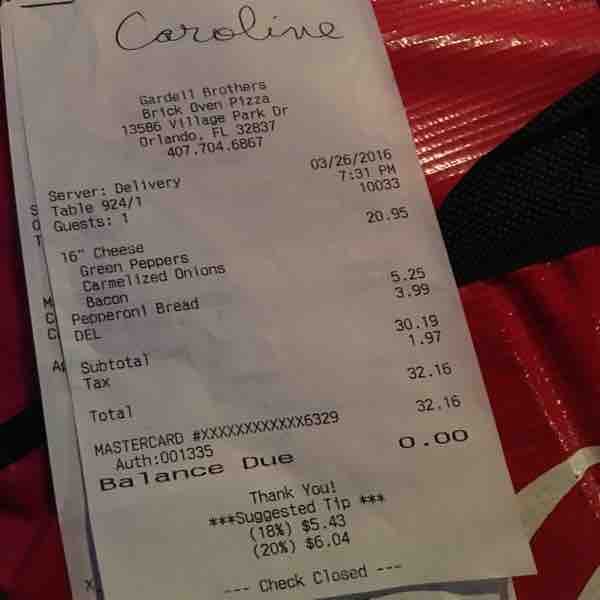 Caroline
Gardell Brothers
Brick Oven Pizza
13586 Village Park Dr
Orlando, FL 32837
407.704.6867
Server: Delivery 03/26/2016
Table 924/1 7:31 PM
Guests: 1 10033
16" Cheese 20.95
Green Peppers
Carmelized Onions
Bacon
Pepperoni Bread 5.25
DEL 3.99
Subtotal 30.19
Tax 1.97
Total 32.16
MASTERCARD #XXXXXXXXXXXX6329 32.16
Auth:001335
Balance Due 0.00
Thank You!
***Suggested Tip ***
(18%) $5.43
(20%) $6.04
--- Check Closed ---